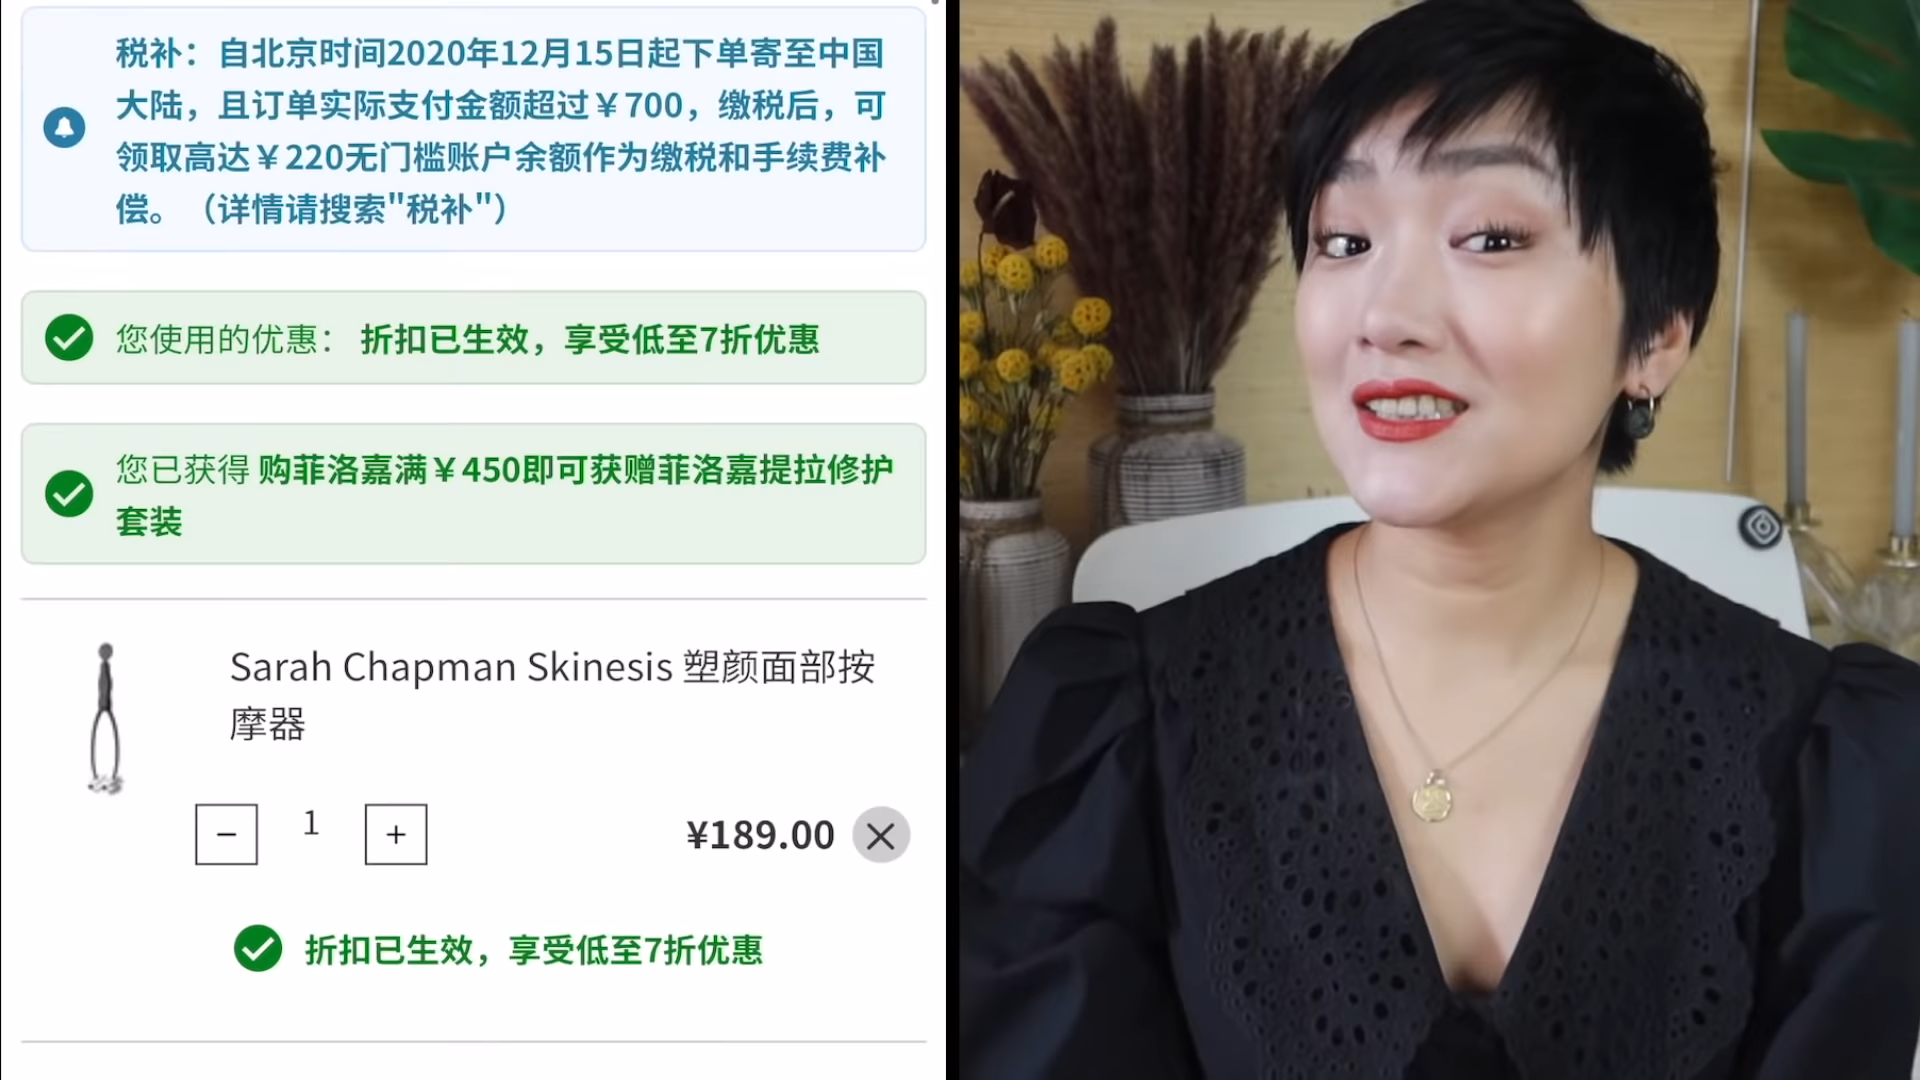 税补：自北京时间2020年12月15日起下单寄至中国
大陆，且订单实际支付金额超过￥700，缴税后，可
领取高达￥220无门槛账户余额作为缴税和手续费补
偿。（详情请搜索"税补"）
您使用的优惠： 折扣已生效，享受低至7折优惠
您已获得 购菲洛嘉满￥450即可获赠菲洛嘉提拉修护
套装
Sarah Chapman Skinesis 塑颜面部按
摩器
− 1 +
¥189.00
折扣已生效，享受低至7折优惠